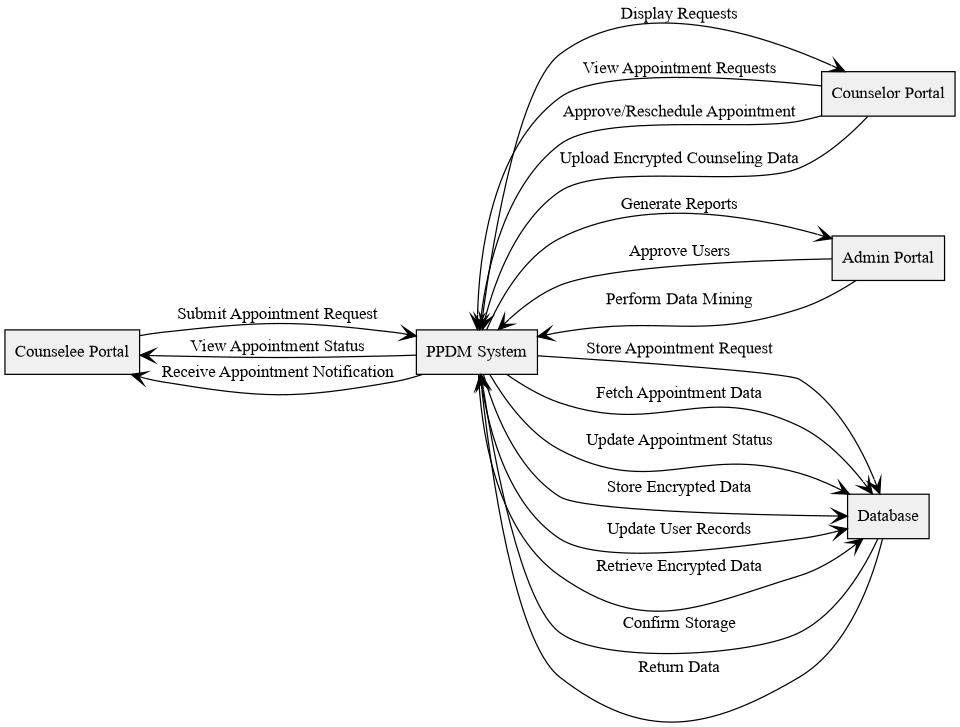 Display Requests
View Appointment Requests
Counselor Portal
Approve/Reschedule Appointment
Upload Encrypted Counseling Data
Generate Reports
Approve Users
Admin Portal
Perform Data Mining
Submit Appointment Request
View Appointment Status
Counselee Portal
PPDM System
Store Appointment Request
Receive Appointment Notification
Fetch Appointment Data
Update Appointment Status
Store Encrypted Data
Database
Update User Records
Retrieve Encrypted Data
Confirm Storage
Return Data